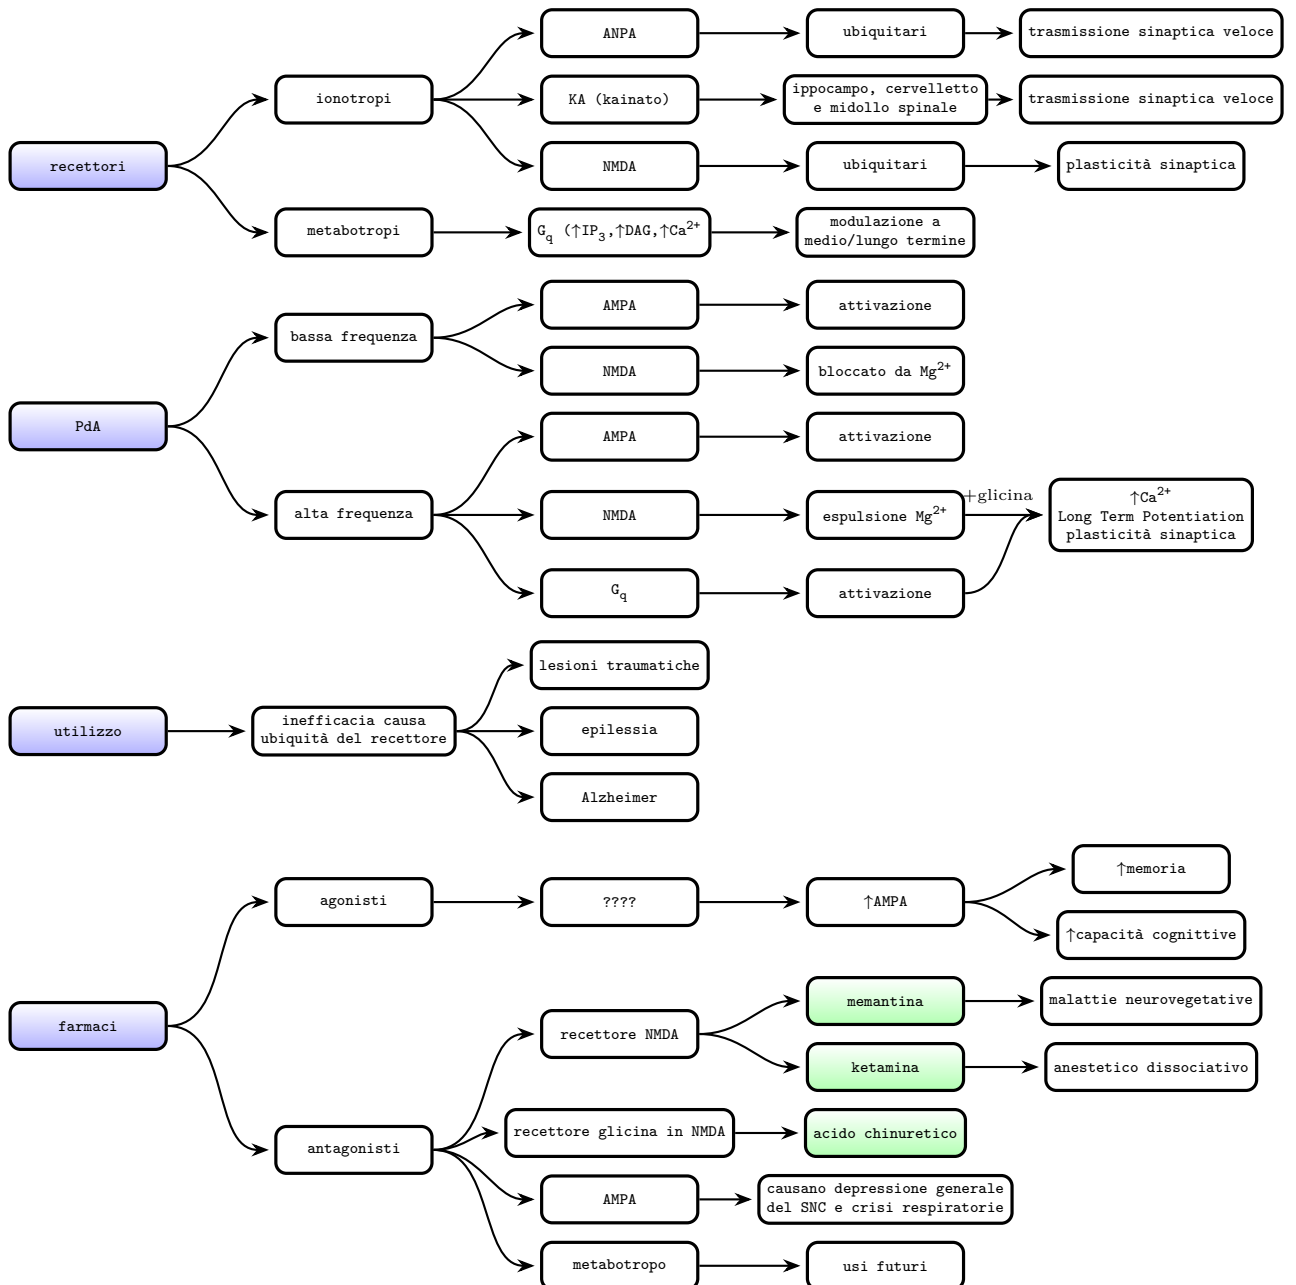 recettori
ionotropi
ANPA
ubiquitari
trasmissione sinaptica veloce
KA (kainato)
ippocampo, cervelletto
e midollo spinale
trasmissione sinaptica veloce
NMDA
ubiquitari
plasticità sinaptica
metabotropi
Gq (↑IP3,↑DAG,↑Ca2+
modulazione a
medio/lungo termine
PdA
bassa frequenza
AMPA
attivazione
NMDA
bloccato da Mg2+
alta frequenza
AMPA
attivazione
NMDA
espulsione Mg2+
+glicina
↑Ca2+
Long Term Potentiation
plasticità sinaptica
Gq
attivazione
utilizzo
inefficacia causa
ubiquità del recettore
lesioni traumatiche
epilessia
Alzheimer
farmaci
agonisti
????
↑AMPA
↑memoria
↑capacità cognittive
antagonisti
recettore NMDA
memantina
malattie neurovegetative
ketamina
anestetico dissociativo
recettore glicina in NMDA
acido chinuretico
AMPA
causano depressione generale
del SNC e crisi respiratorie
metabotropo
usi futuri